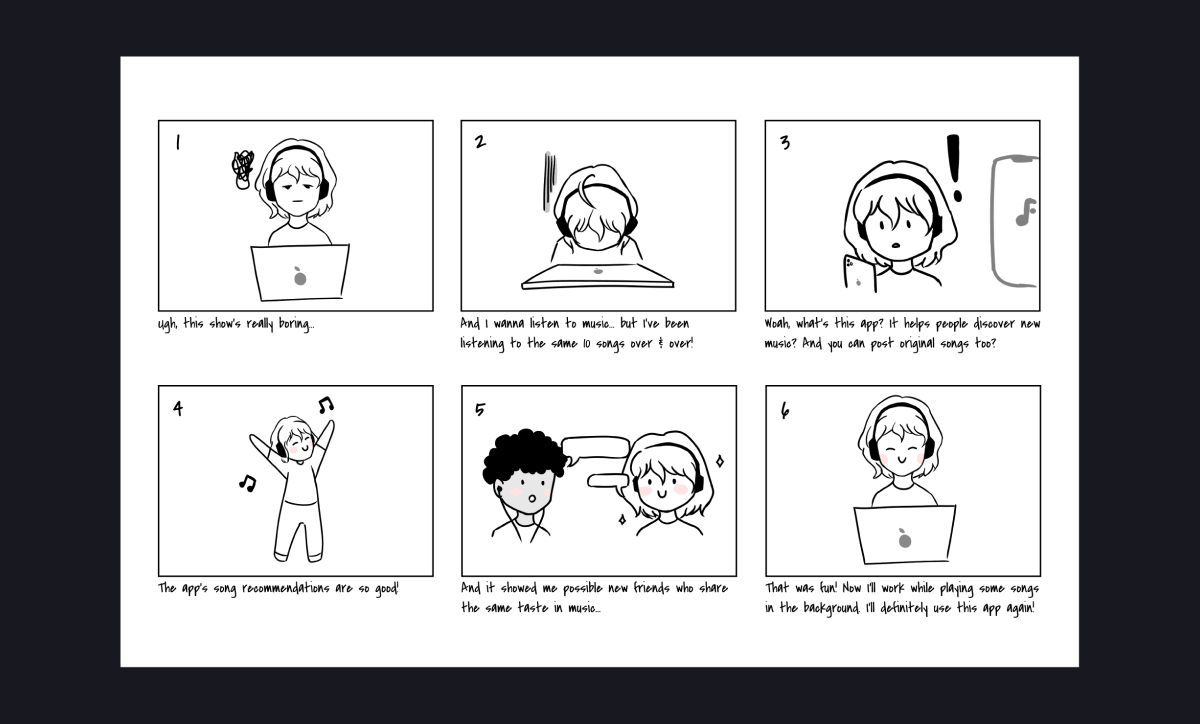 1
ugh, this show's really boring...
2
And I wanna listen to music... but I've been
listening to the same 10 songs over & over!
3
Woah, what's this app? It helps people discover new
music? And you can post original songs too?
4
The app's song recommendations are so good!
5
And it showed me possible new friends who share
the same taste in music...
6
That was fun! Now I'll work while playing some songs
in the background. I'll definitely use this app again!